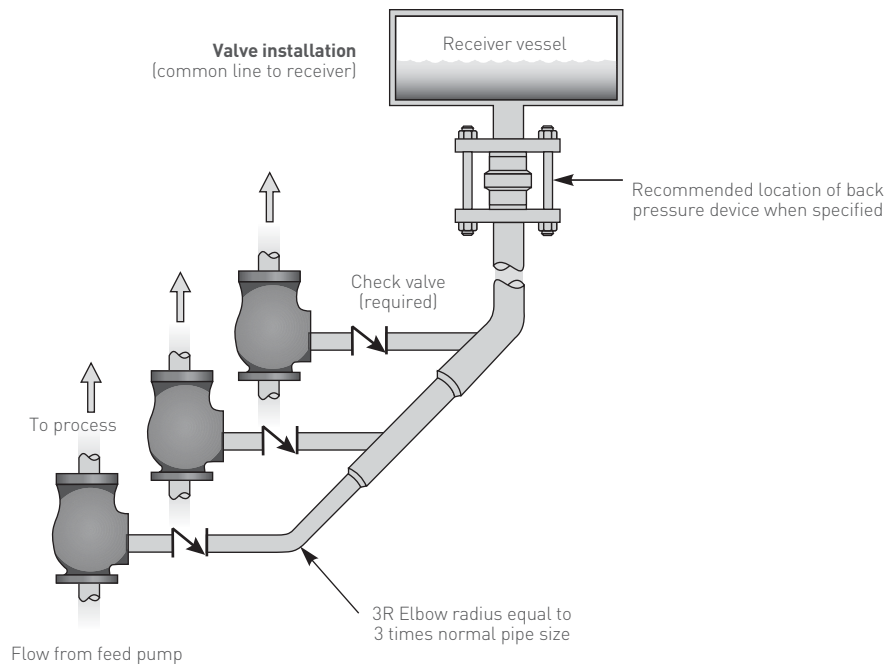 Valve installation
(common line to receiver)
Receiver vessel
Recommended location of back
pressure device when specified
Check valve
(required)
To process
3R Elbow radius equal to
3 times normal pipe size
Flow from feed pump